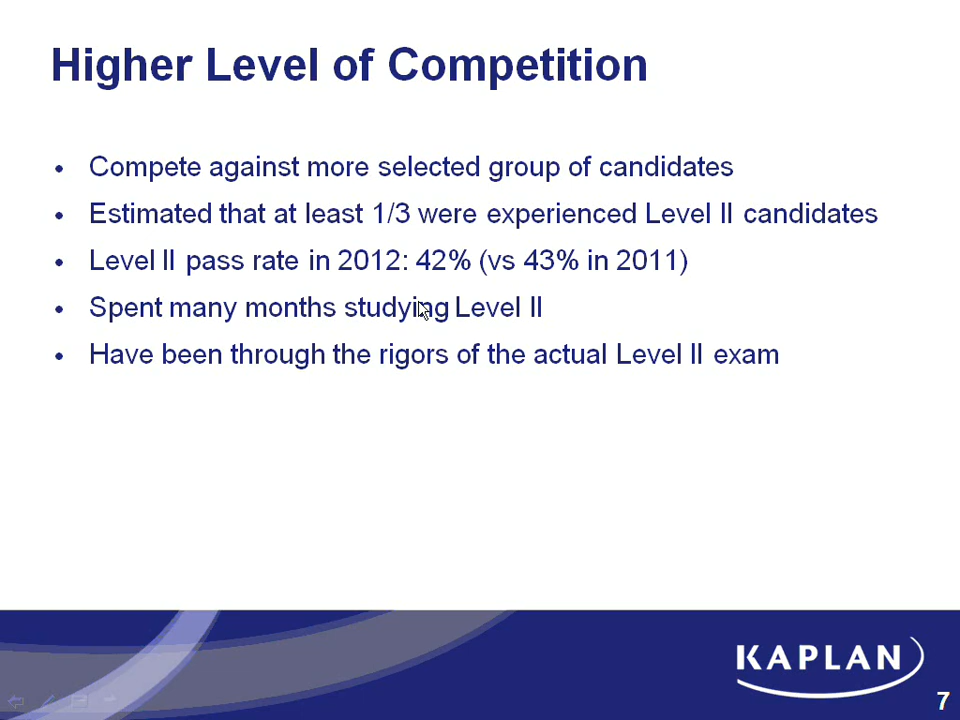 Higher Level of Competition
• Compete against more selected group of candidates
• Estimated that at least 1/3 were experienced Level II candidates
• Level II pass rate in 2012: 42% (vs 43% in 2011)
• Spent many months studying Level II
• Have been through the rigors of the actual Level II exam
KAPLAN
7